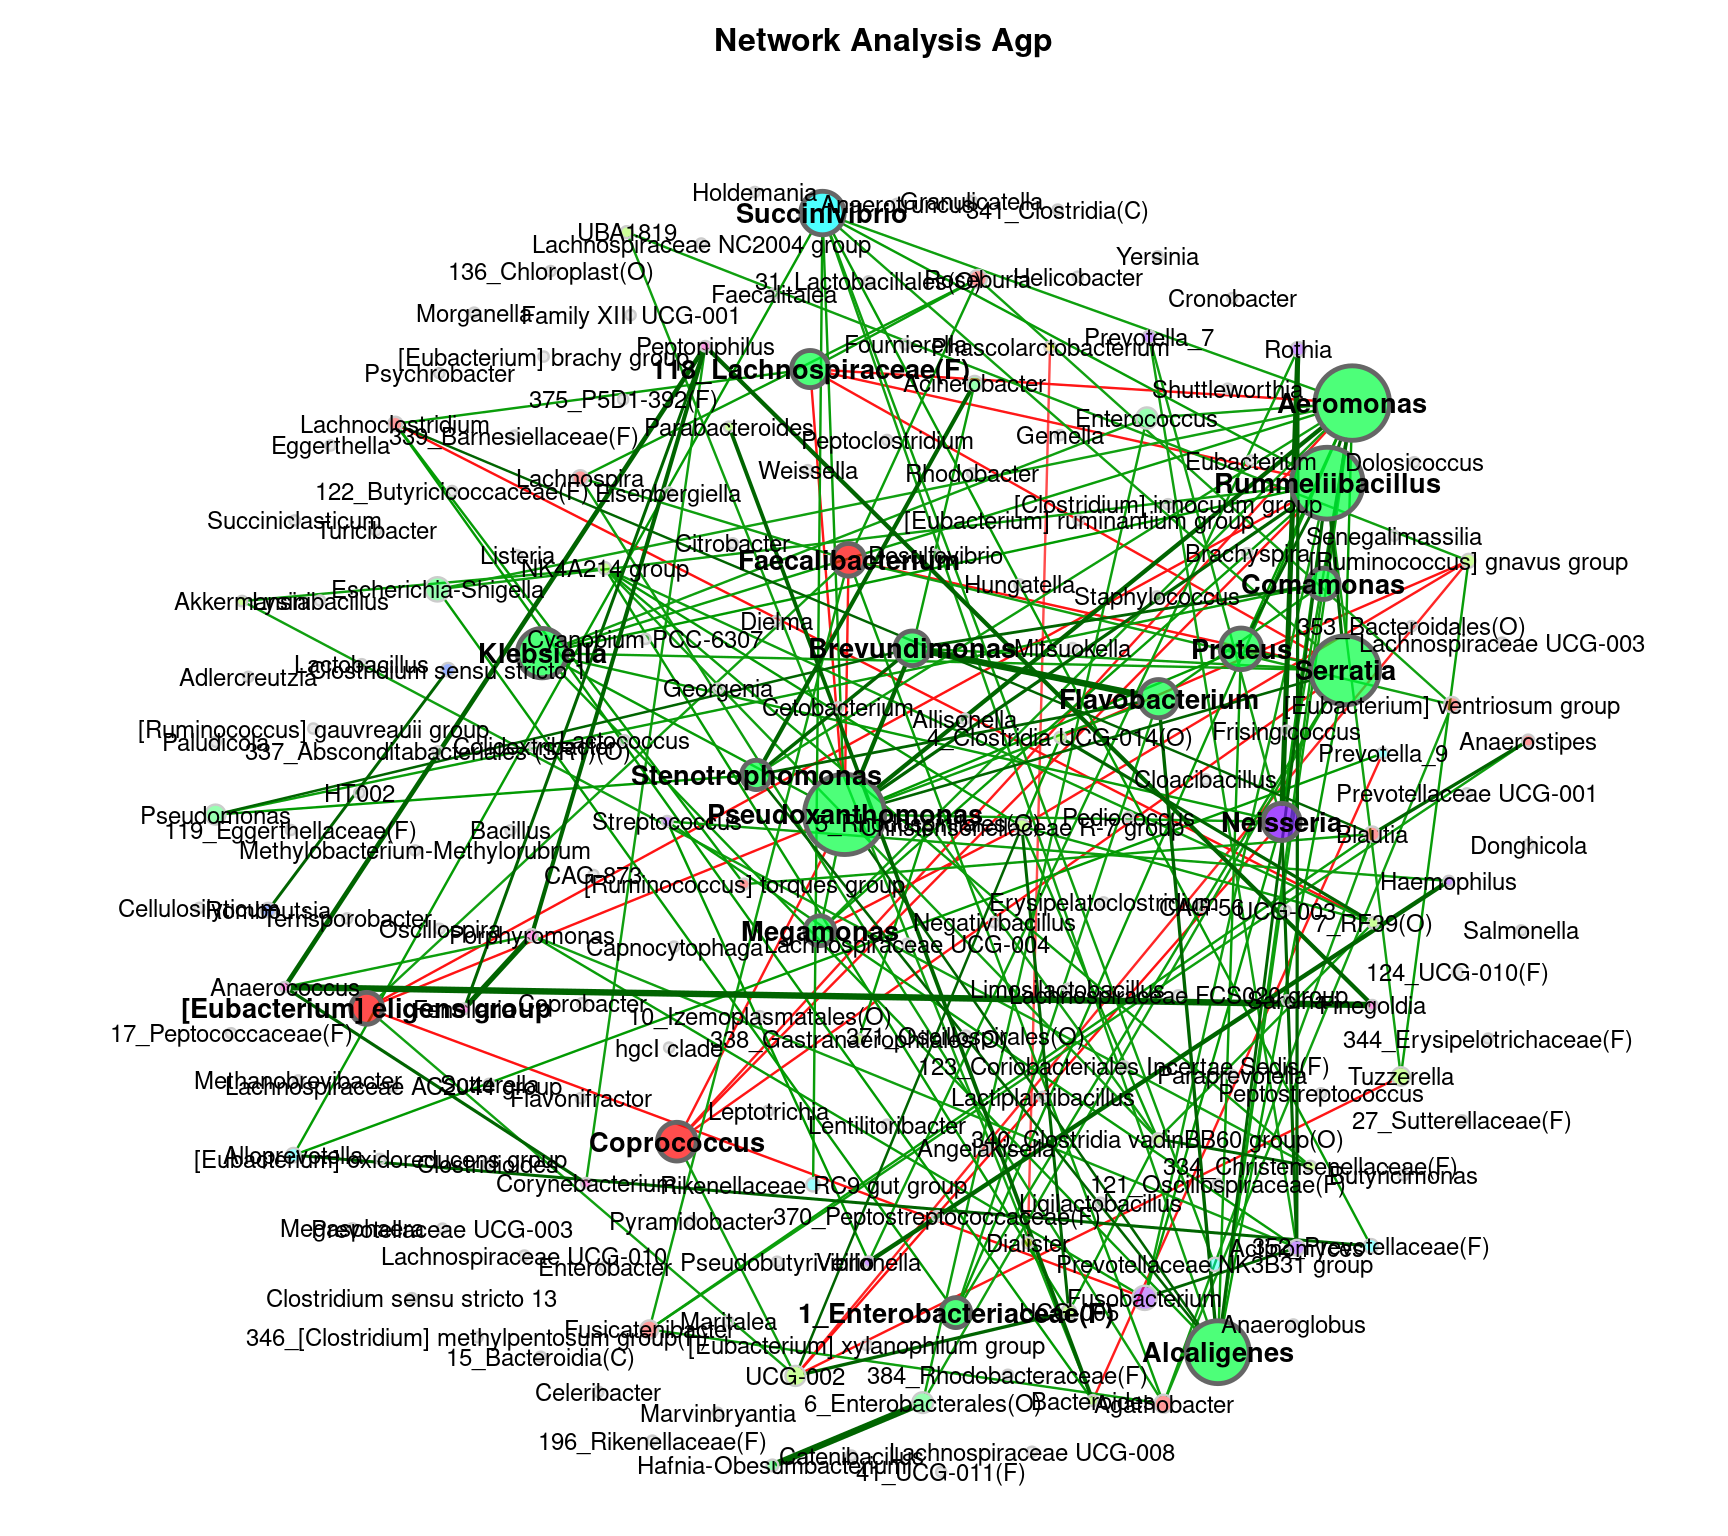 Network Analysis Agp
Holdemania
Succinivibrio
Anaerotruncus
Granulicatella
341_Clostridia(C)
UBA1819
Lachnospiraceae NC2004 group
Yersinia
136_Chloroplast(O)
31_Lactobacillales(O)
Roseburia
Helicobacter
Faecalitalea
Cronobacter
Morganella
Family XIII UCG-001
Peptoniphilus
Fournierella
Phascolarctobacterium
Prevotella_7
Rothia
[Eubacterium] brachy group
Psychrobacter
118_Lachnospiraceae(F)
Acinetobacter
Shuttleworthia
375_P5D1-392(F)
Aeromonas
Lachnoclostridium
Enterococcus
Eggerthella
339_Barnesiellaceae(F)
Parabacteroides
Peptoclostridium
Gemella
Lachnospira
Weissella
Rhodobacter
Eubacterium
Dolosicoccus
122_Butyricicoccaceae(F)
Eisenbergiella
Rummeliibacillus
[Clostridium] innocuum group
Succiniclasticum
Turicibacter
[Eubacterium] ruminantium group
Senegalimassilia
Listeria
Citrobacter
Desulfovibrio
Brachyspira
NK4A214 group
Faecalibacterium
[Ruminococcus] gnavus group
Escherichia-Shigella
Hungatella
Comamonas
Akkermansia
Lysinibacillus
Staphylococcus
Dielma
353_Bacteroidales(O)
Cyanobium PCC-6307
Klebsiella
Brevundimonas
Mitsuokella
Proteus
Lachnospiraceae UCG-003
Lactobacillus
Clostridium sensu stricto 1
Serratia
Adlercreutzia
Georgenia
Flavobacterium
Cetobacterium
[Eubacterium] ventriosum group
[Ruminococcus] gauvreauii group
Allisonella
Frisingicoccus
Paludicola
337_Absconditabacteriales (SR1)(O)
Colidextribacter
Lactococcus
4_Clostridia UCG-014(O)
Anaerostipes
Prevotella_9
Stenotrophomonas
Cloacibacillus
HT002
Prevotellaceae UCG-001
Pseudomonas
Pseudoxanthomonas
Pediococcus
119_Eggerthellaceae(F)
Bacillus
Streptococcus
Christensenellaceae R-7 group
Neisseria
Blautia
Methylobacterium-Methylorubrum
Donghicola
CAG-873
[Ruminococcus] torques group
Haemophilus
Cellulosilyticum
Romboutsia
Terrisporobacter
Erysipelatoclostridium
CAG-56
UCG-003
Oscillospira
Porphyromonas
Megamonas
Negativibacillus
7_RF39(O)
Salmonella
Capnocytophaga
Lachnospiraceae UCG-004
124_UCG-010(F)
Anaerococcus
Limosilactobacillus
Lachnospiraceae FCS020 group
[Eubacterium] eligens group
Coprobacter
Finegoldia
17_Peptococcaceae(F)
10_Izemoplasmatales(O)
hgcI clade
371_Oscillospirales(O)
344_Erysipelotrichaceae(F)
123_Coriobacteriales Incertae Sedis(F)
Methanobrevibacter
Lachnospiraceae AC2044 group
Sutterella
Paraprevotella
Tuzzerella
Flavonifractor
Lactiplantibacillus
Peptostreptococcus
Leptotrichia
Lentilitoribacter
27_Sutterellaceae(F)
Coprococcus
Angelakisella
340_Clostridia vadinBB60 group(O)
Alloprevotella
[Eubacterium] oxidoreducens group
Clostridioides
334_Christensenellaceae(F)
Butyricimonas
Corynebacterium
Rikenellaceae RC9 gut group
121_Oscillospiraceae(F)
Ligilactobacillus
Megasphaera
Prevotellaceae UCG-003
Pyramidobacter
370_Peptostreptococcaceae(F)
Dialister
Actinomyces
352_Prevotellaceae(F)
Lachnospiraceae UCG-010
Enterobacter
Pseudobutyrivibrio
Veillonella
Prevotellaceae NK3B31 group
Clostridium sensu stricto 13
Fusobacterium
1_Enterobacteriaceae(F)
UCG-005
Maritalea
Fusicatenibacter
Anaeroglobus
346_[Clostridium] methylpentosum group(F)
[Eubacterium] xylanophilum group
Alcaligenes
15_Bacteroidia(C)
UCG-002
384_Rhodobacteraceae(F)
Celeribacter
6_Enterobacterales(O)
Bacteroides
Agathobacter
Marvinbryantia
196_Rikenellaceae(F)
Catenibacillus
Lachnospiraceae UCG-008
Hafnia-Obesumbacterium
41_UCG-011(F)